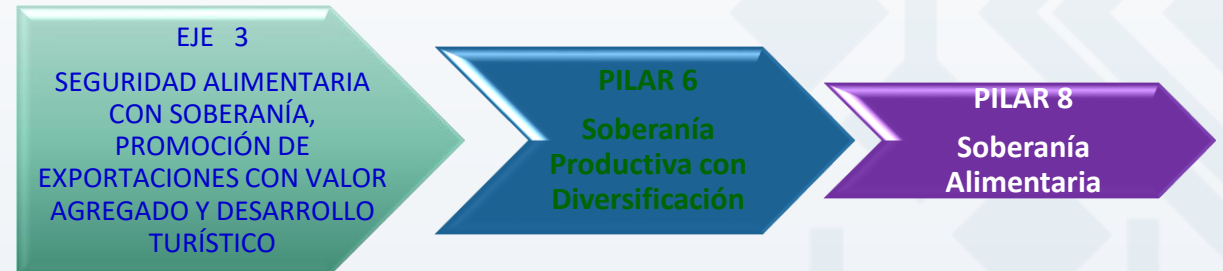 EJE 3
SEGURIDAD ALIMENTARIA
CON SOBERANÍA,
PROMOCIÓN DE
EXPORTACIONES CON VALOR
AGREGADO Y DESARROLLO
TURÍSTICO
PILAR 6
Soberanía
Productiva con
Diversificación
PILAR 8
Soberanía
Alimentaria